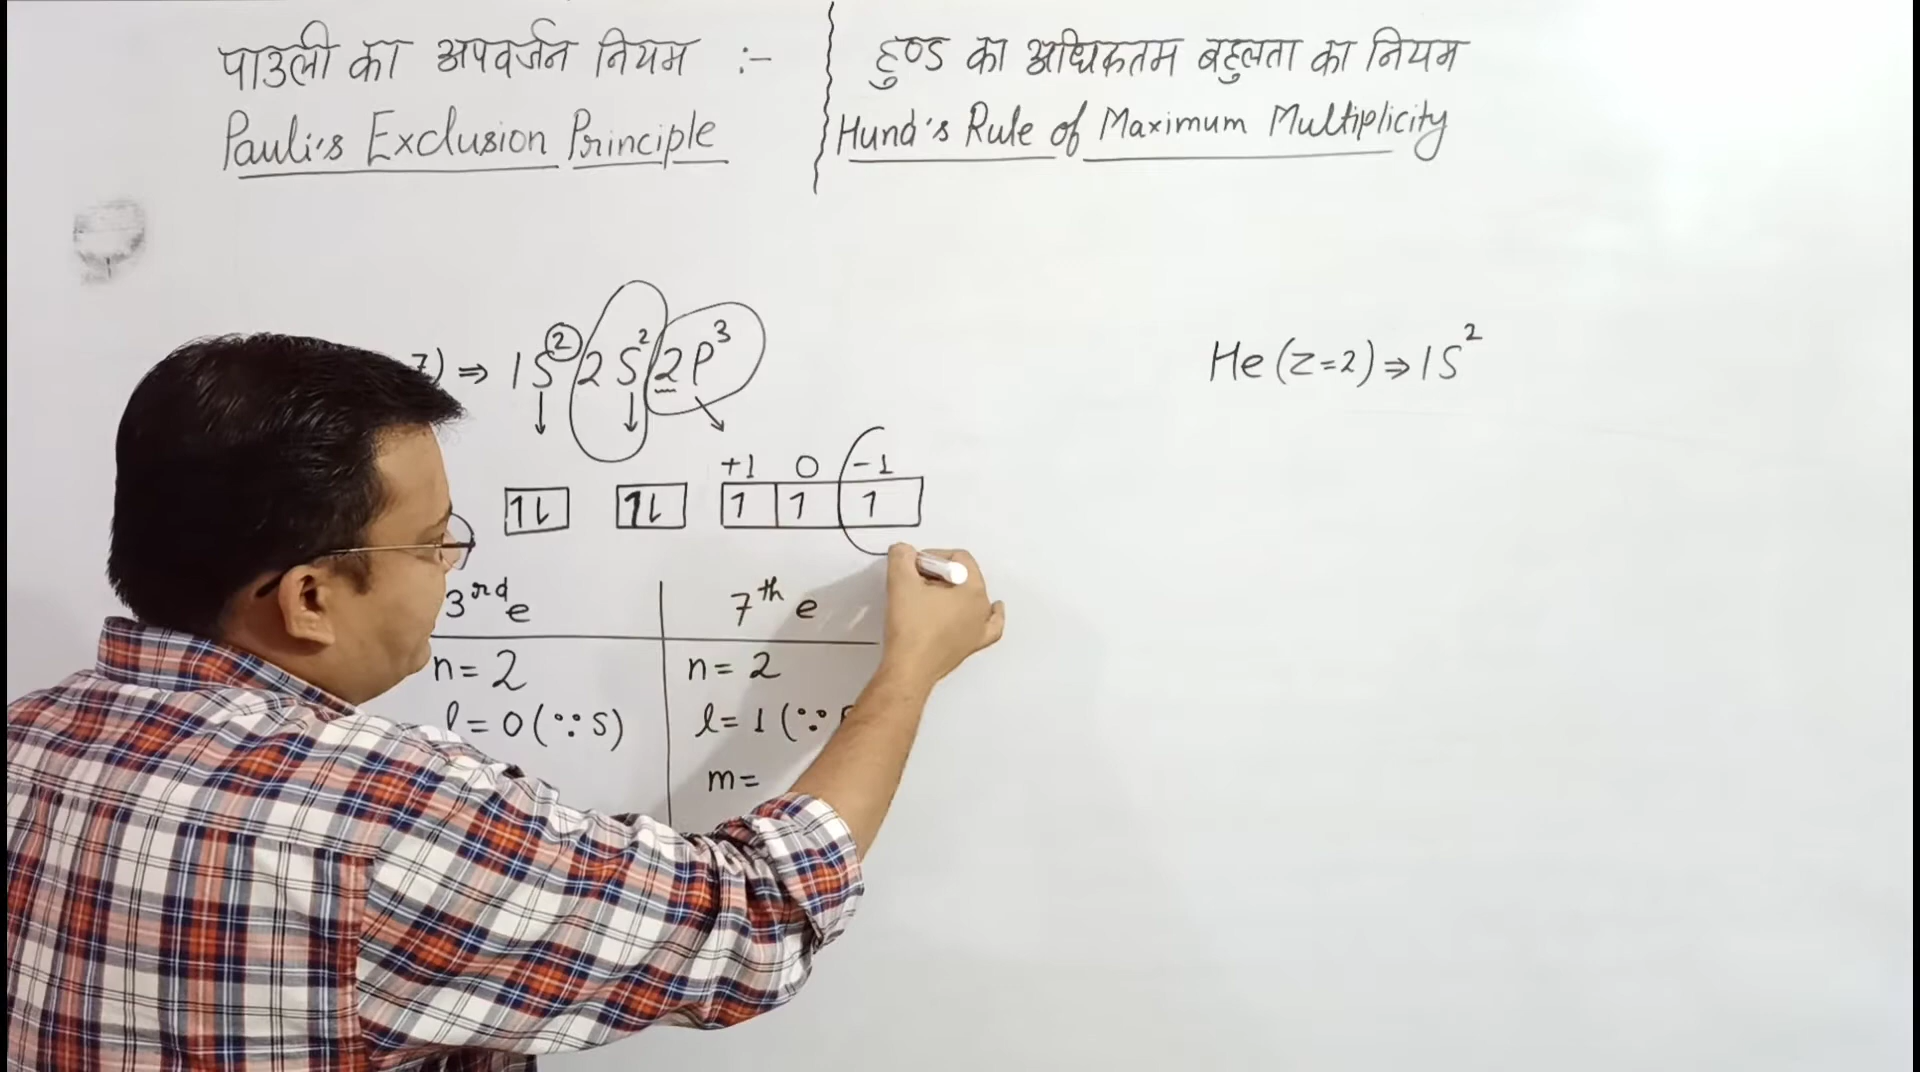 पाउली का अपवर्जन नियम :-
Pauli's Exclusion Principle
हुण्ड का अधिकतम बहुलता का नियम
Hund's Rule of Maximum Multiplicity
7) ⇒ 1S² 2S² 2P³
+1 0 -1
1l 1l 1 1 1
3rd e
n = 2
l = 0 (∵ S)
7th e
n = 2
l = 1 (∵
m =
He (Z=2) ⇒ 1S²